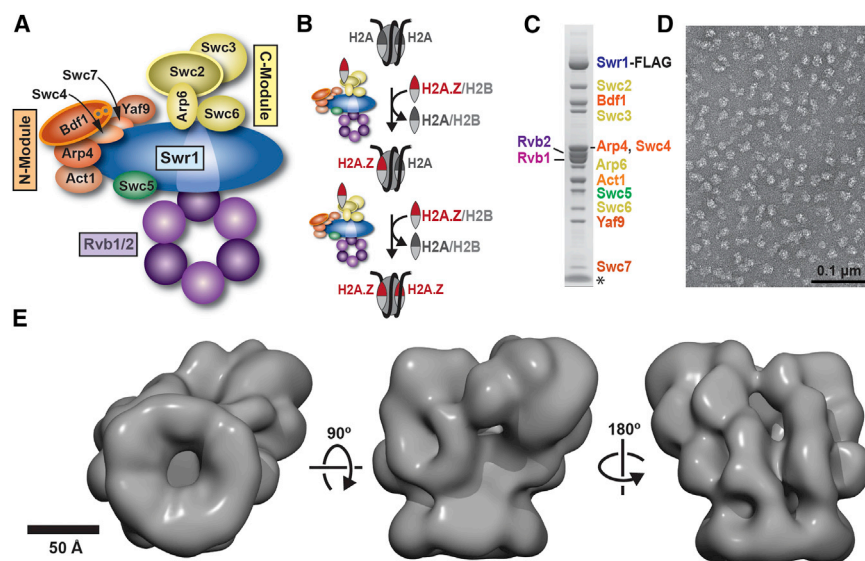 A
Swc7
Swc4
Bdf1
Yaf9
Arp4
Act1
N-Module
Swc3
Swc2
Arp6
Swc6
C-Module
Swr1
Swc5
Rvb1/2
B
H2A H2A
H2A.Z/H2B
H2A/H2B
H2A.Z H2A
H2A.Z/H2B
H2A/H2B
H2A.Z H2A.Z
C
Swr1-FLAG
Swc2
Bdf1
Swc3
Rvb2
Rvb1
Arp4, Swc4
Arp6
Act1
Swc5
Swc6
Yaf9
Swc7
*
D
0.1 µm
E
90º
180º
50 Å